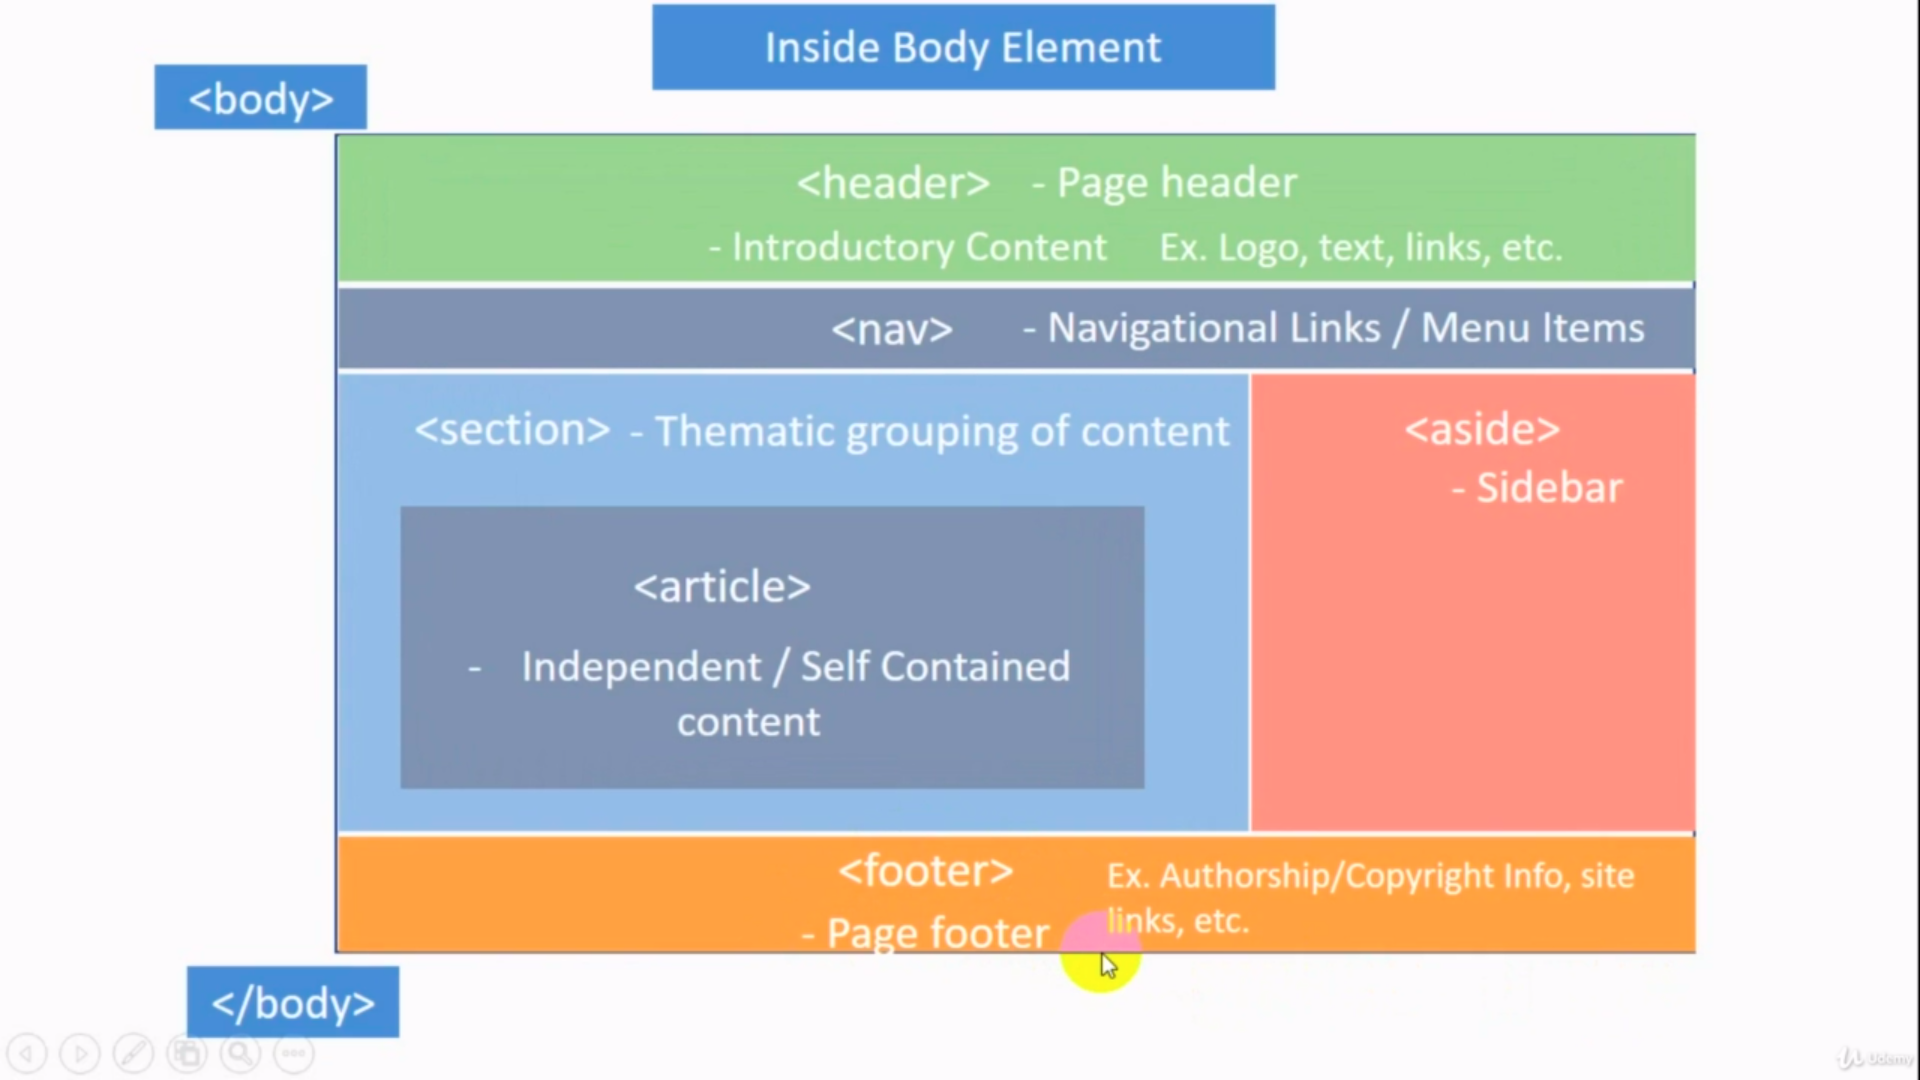 Inside Body Element
<body>
<header> - Page header
- Introductory Content Ex. Logo, text, links, etc.
<nav> - Navigational Links / Menu Items
<section> - Thematic grouping of content
<aside>
- Sidebar
<article>
- Independent / Self Contained
content
<footer>
- Page footer
Ex. Authorship/Copyright Info, site
links, etc.
</body>
Udemy